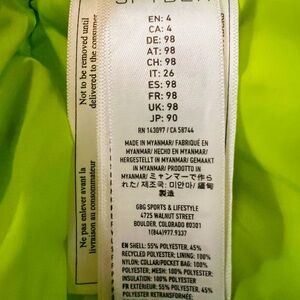 SPYDER
EN: 4
CA: 4
DE: 98
AT: 98
CH: 98
IT: 26
ES: 98
FR: 98
UK: 98
JP: 90
RN 143097 / CA 58744
MADE IN MYANMAR/ FABRIQUÉ EN
MYANMAR/ HECHO EN MYANMAR/
HERGESTELLT IN MYANMAR/ GEMAAKT
IN MYANMAR/ PRODOTTO IN
MYANMAR/ ミャンマーで作ら
れた/ 제조국: 미얀마/ 緬甸
製造
GBG SPORTS & LIFESTYLE
4725 WALNUT STREET
BOULDER, COLORADO 80301
1(844)977.9337
EN SHELL: 55% POLYESTER, 45%
RECYCLED POLYESTER; LINING: 100%
NYLON; COLLAR/POCKET BAG: 100%
POLYESTER; MESH: 100% POLYESTER;
INSULATION: 100% POLYESTER
FR EXTÉRIEUR: 55% POLYESTER, 45%
POLYESTER RETRANSFORMÉE;
Not to be removed until
delivered to the consumer
Ne pas enlever avant la
livraison au consommateur